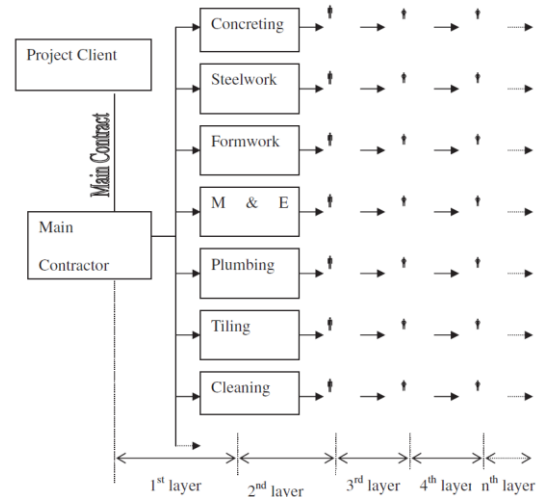 Concreting
Project Client
Steelwork
Main Contract
Formwork
M & E
Main
Contractor
Plumbing
Tiling
Cleaning
1st layer
2nd layer
3rd layer
4th layer
nth layer